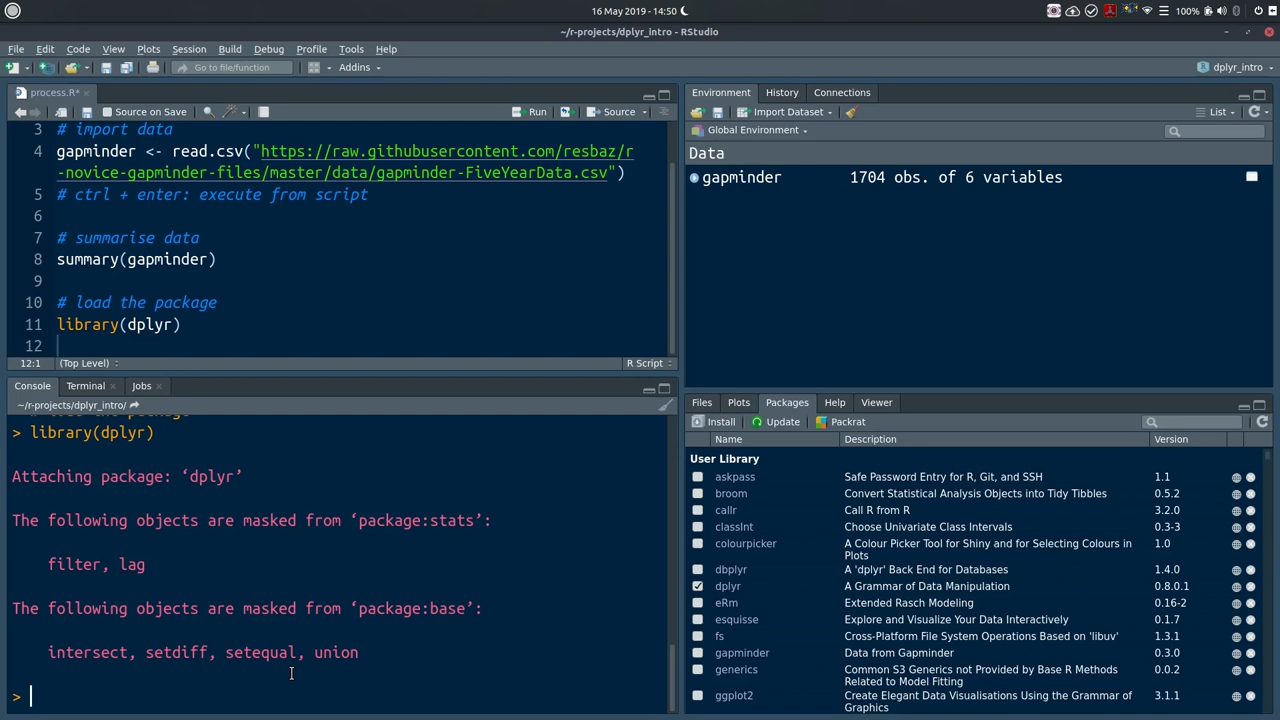 16 May 2019 - 14:50
100%
~/r-projects/dplyr_intro - RStudio
File Edit Code View Plots Session Build Debug Profile Tools Help
Go to file/function
Addins
dplyr_intro
process.R*
Source on Save
Run
Source
3 # import data
4 gapminder <- read.csv("https://raw.githubusercontent.com/resbaz/r
-novice-gapminder-files/master/data/gapminder-FiveYearData.csv")
5 # ctrl + enter: execute from script
6
7 # summarise data
8 summary(gapminder)
9
10 # load the package
11 library(dplyr)
12
12:1 (Top Level) R Script
Console Terminal Jobs
~/r-projects/dplyr_intro/
> library(dplyr)
Attaching package: ‘dplyr’
The following objects are masked from ‘package:stats’:
filter, lag
The following objects are masked from ‘package:base’:
intersect, setdiff, setequal, union
>
Environment History Connections
Import Dataset
List
Global Environment
Data
gapminder 1704 obs. of 6 variables
Files Plots Packages Help Viewer
Install Update Packrat
Name Description Version
User Library
askpass Safe Password Entry for R, Git, and SSH 1.1
broom Convert Statistical Analysis Objects into Tidy Tibbles 0.5.2
callr Call R from R 3.2.0
classInt Choose Univariate Class Intervals 0.3-3
colourpicker A Colour Picker Tool for Shiny and for Selecting Colours in 1.0
Plots
dbplyr A 'dplyr' Back End for Databases 1.4.0
dplyr A Grammar of Data Manipulation 0.8.0.1
eRm Extended Rasch Modeling 0.16-2
esquisse Explore and Visualize Your Data Interactively 0.1.7
fs Cross-Platform File System Operations Based on 'libuv' 1.3.1
gapminder Data from Gapminder 0.3.0
generics Common S3 Generics not Provided by Base R Methods 0.0.2
Related to Model Fitting
ggplot2 Create Elegant Data Visualisations Using the Grammar of 3.1.1
Graphics